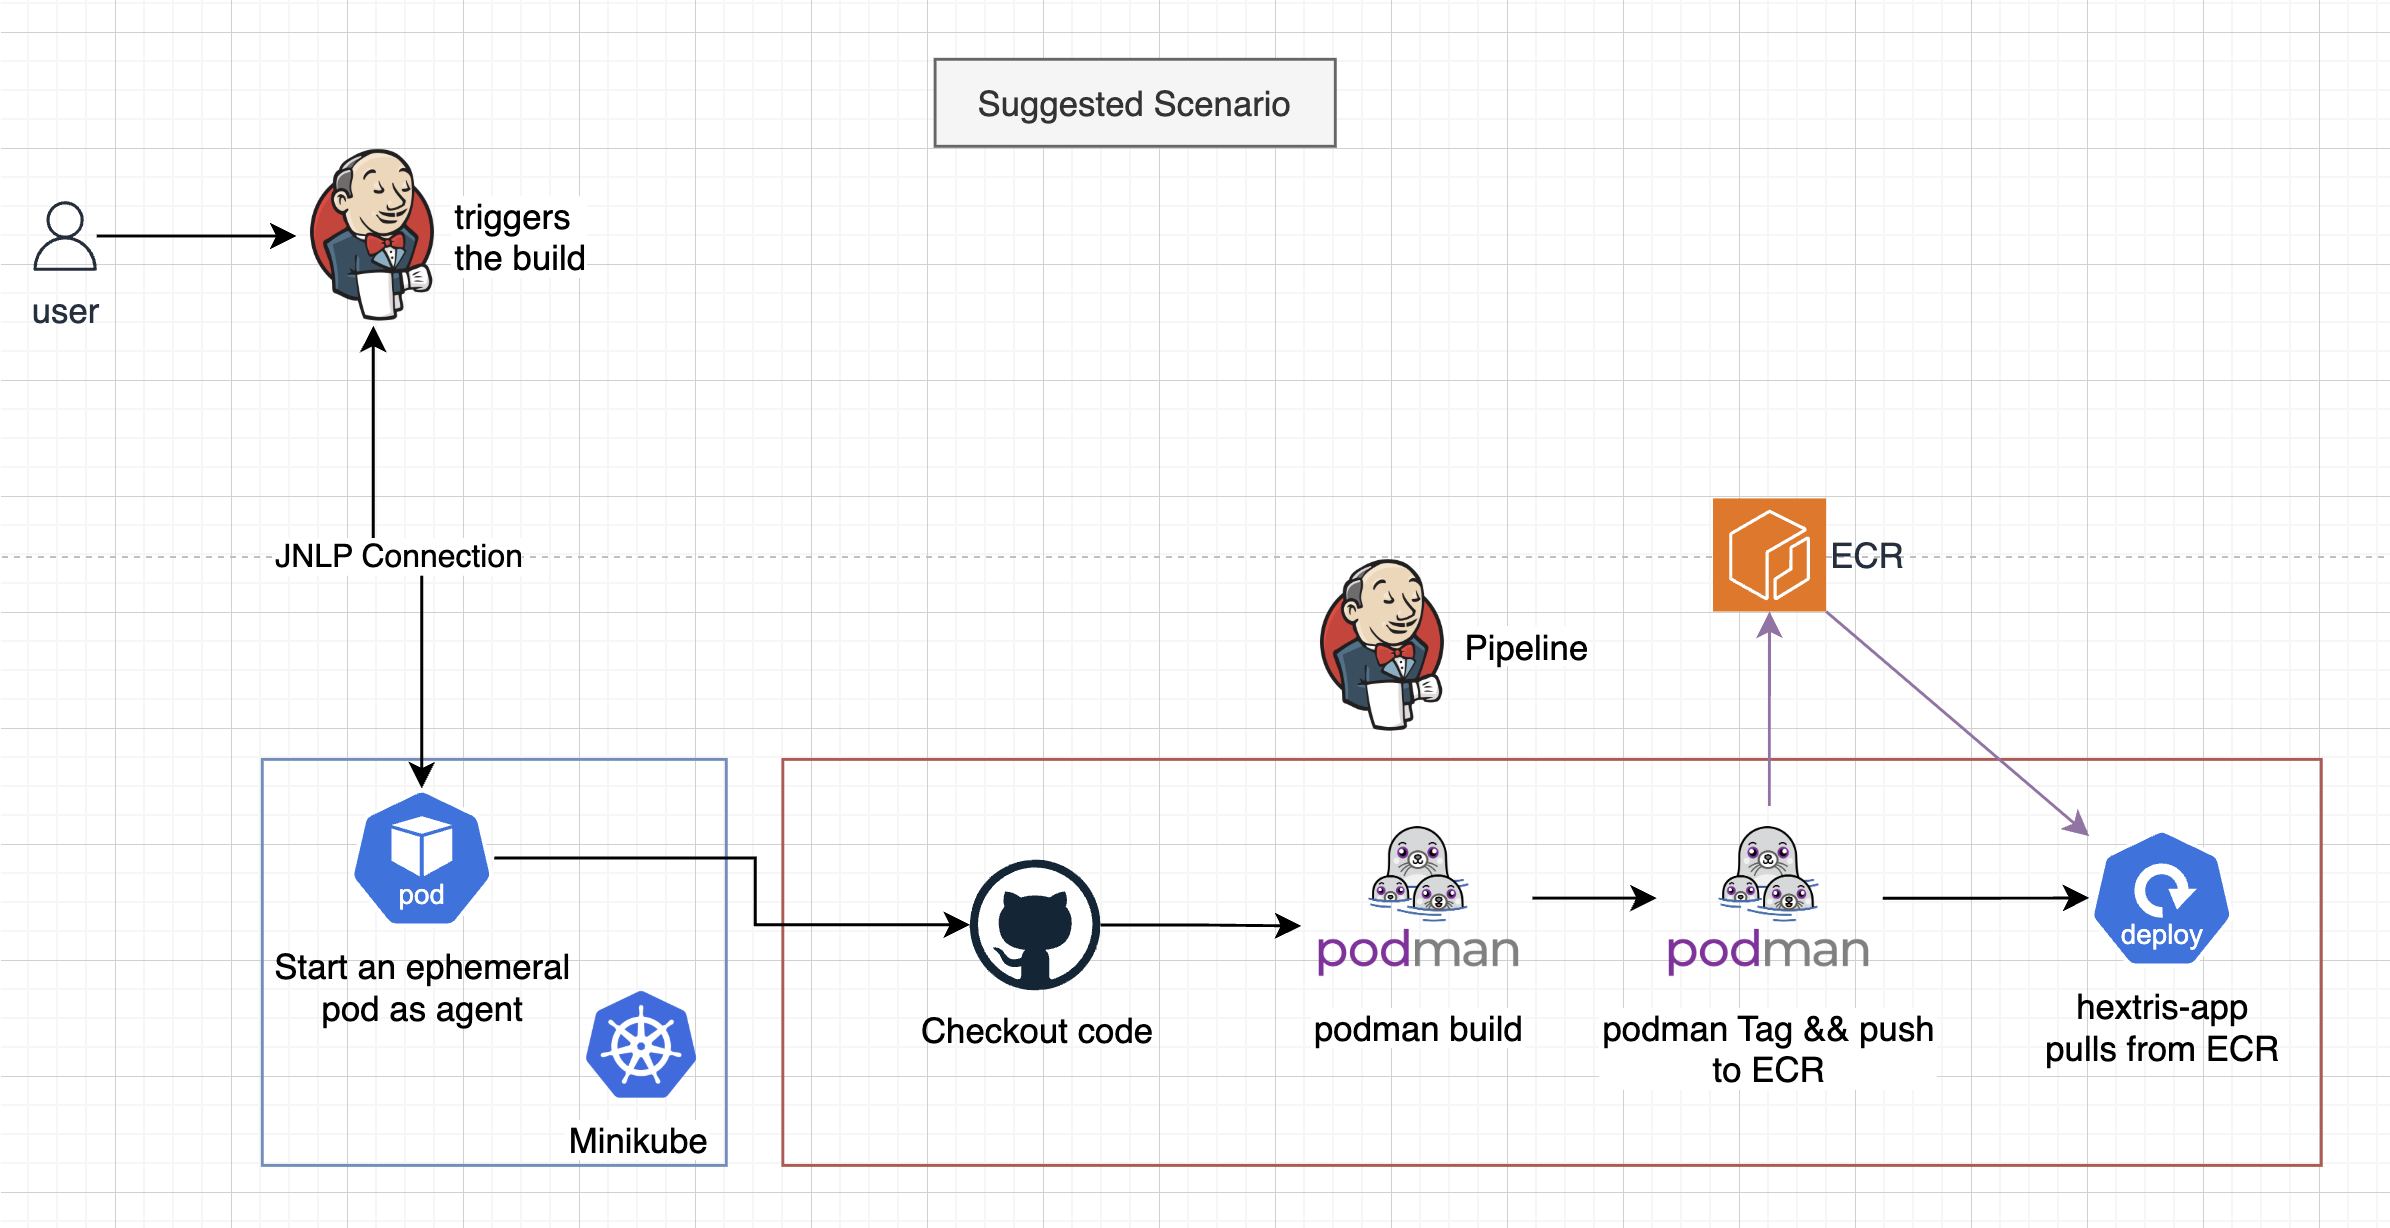 Suggested Scenario
triggers
the build
user
JNLP Connection
ECR
Pipeline
pod
Start an ephemeral
pod as agent
Minikube
Checkout code
podman
podman build
podman
podman Tag && push
to ECR
deploy
hextris-app
pulls from ECR